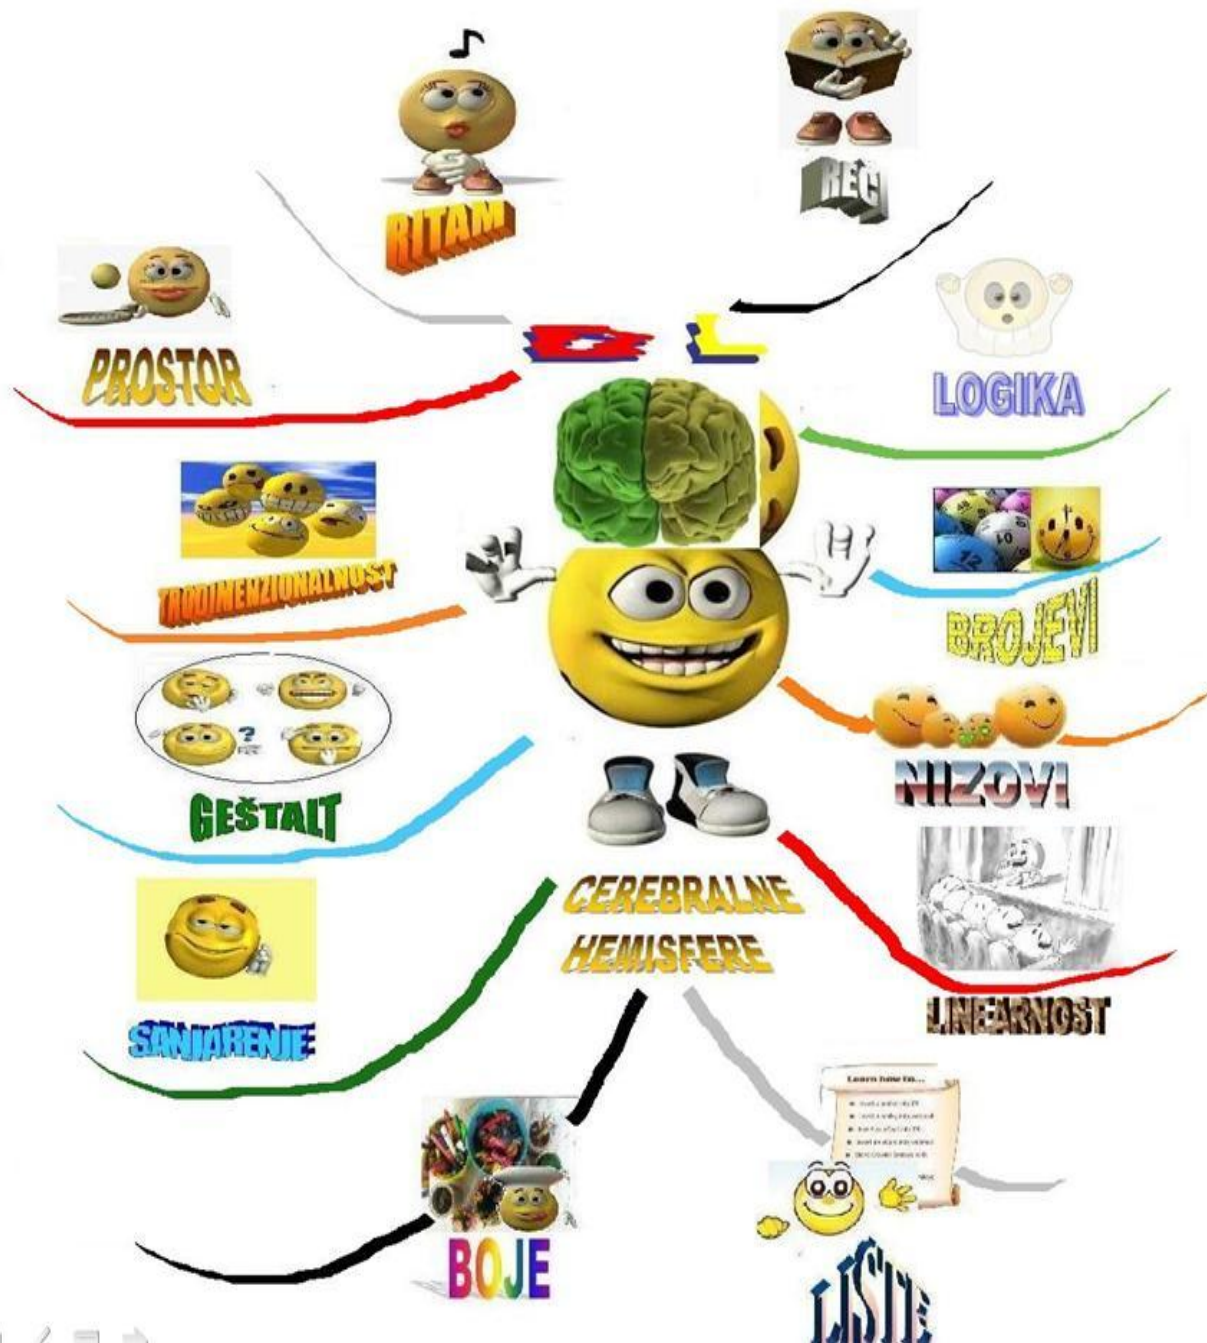 RITAM
REČI
PROSTOR
D L
LOGIKA
TRODIMENZIONALNOST
BROJEVI
GEŠTALT
?
NIZOVI
CEREBRALNE
HEMISFERE
SANJARENJE
LINEARNOST
Learn how to...
BOJE
LISTE